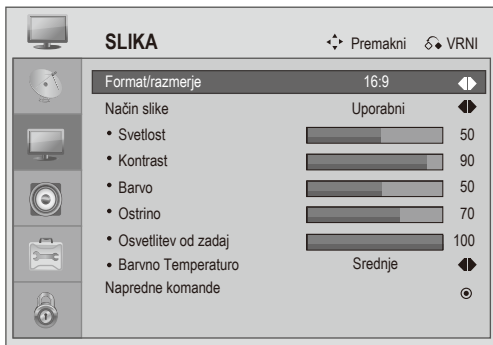 SLIKA Premakni VRNI
Format/razmerje 16:9
Način slike Uporabni
• Svetlost 50
• Kontrast 90
• Barvo 50
• Ostrino 70
• Osvetlitev od zadaj 100
• Barvno Temperaturo Srednje
Napredne komande